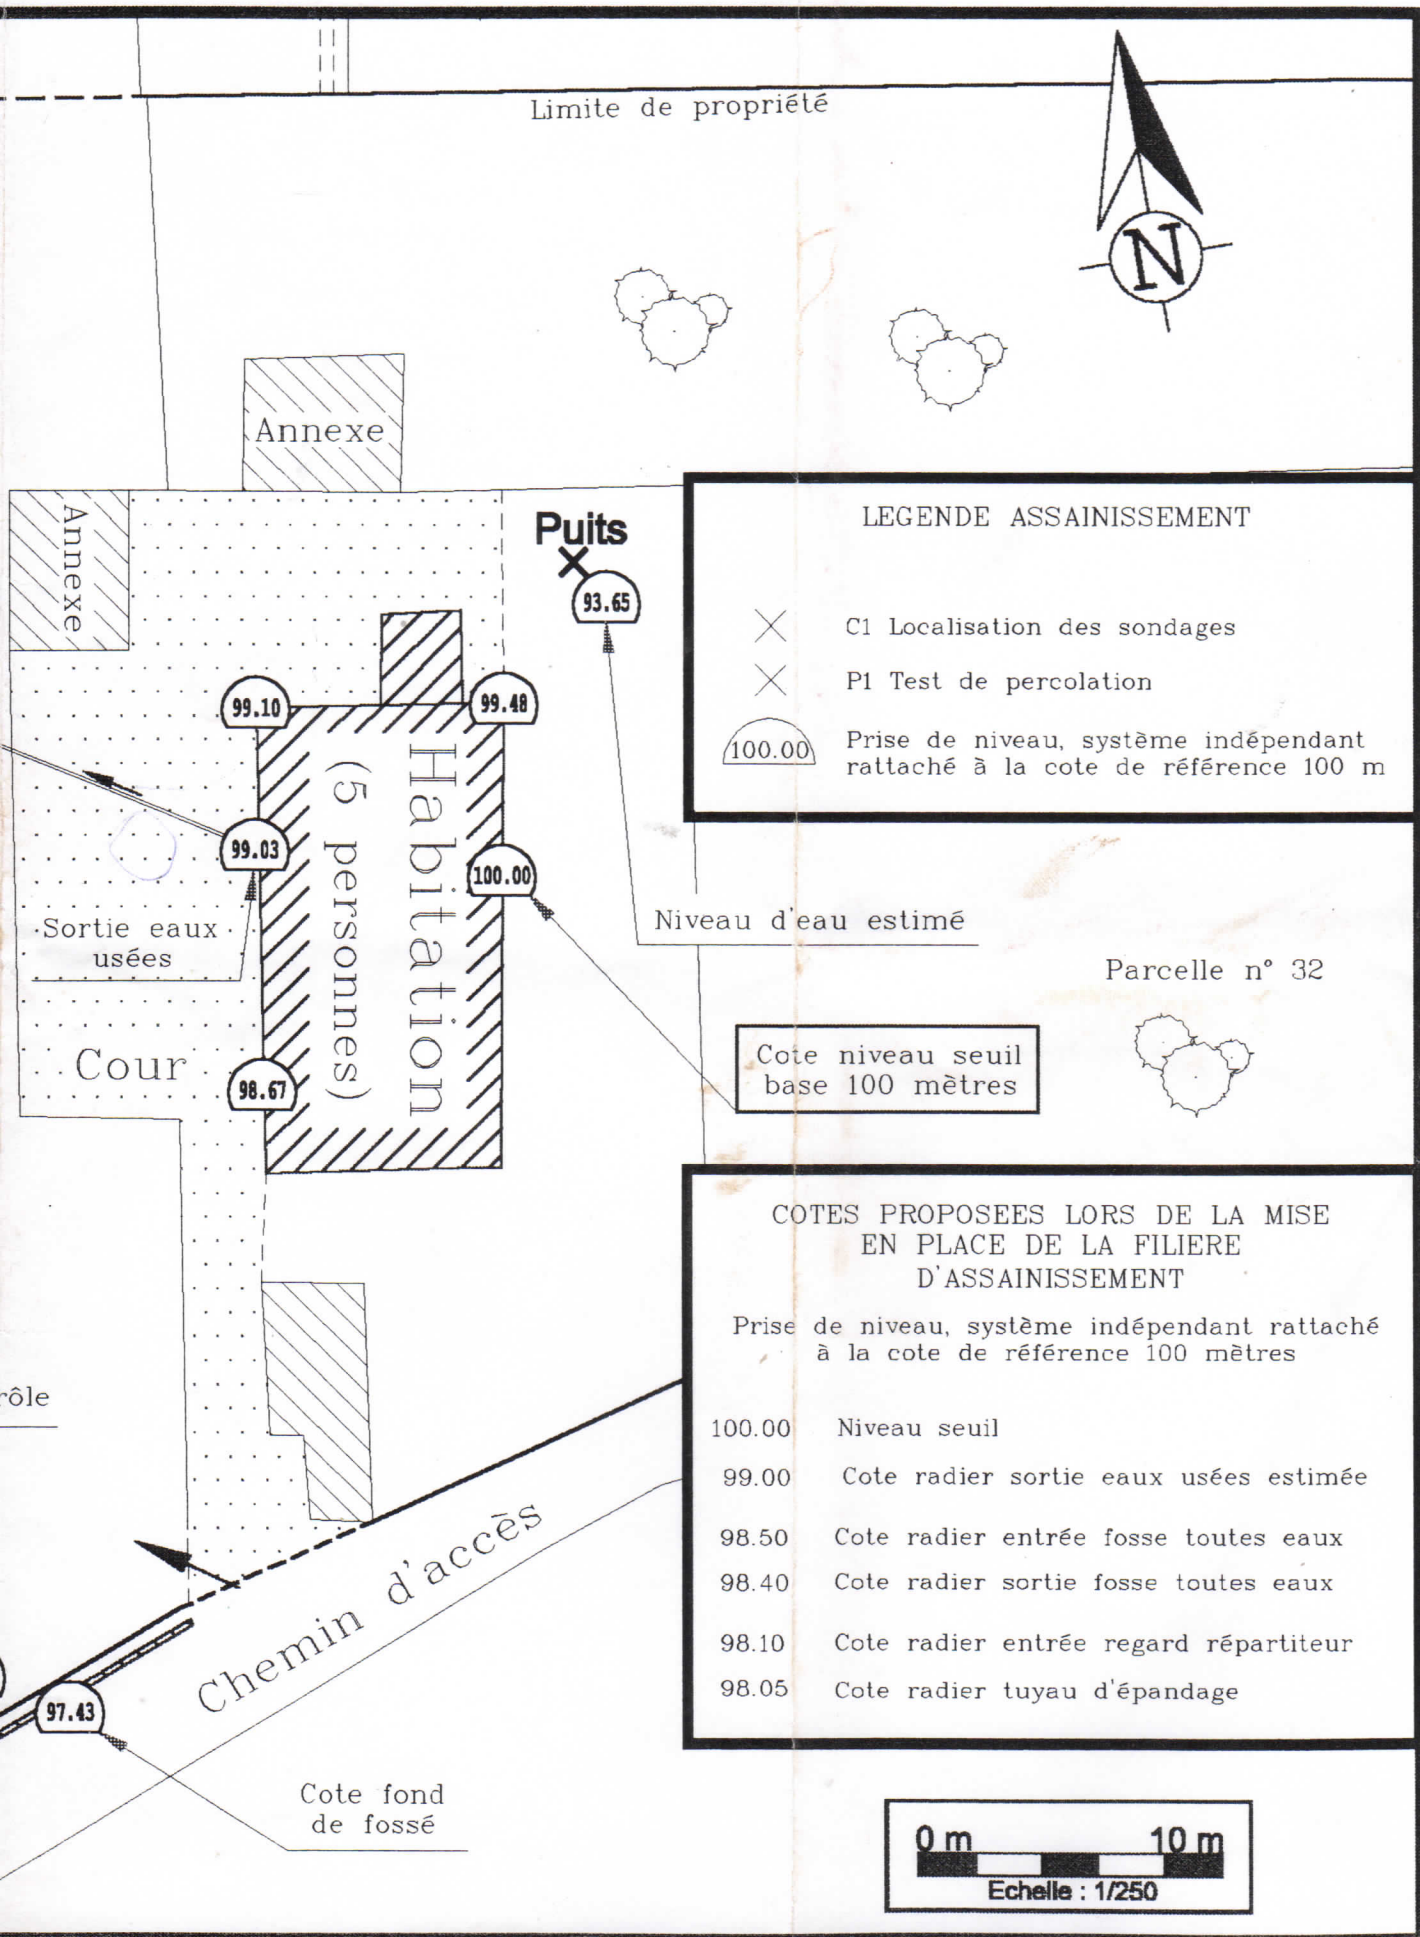 Limite de propriété
N
Annexe
Annexe
Puits
93.65
LEGENDE ASSAINISSEMENT
C1 Localisation des sondages
P1 Test de percolation
100.00
Prise de niveau, système indépendant
rattaché à la cote de référence 100 m
99.10
99.48
Habitation
(5 personnes)
99.03
100.00
Sortie eaux
usées
Niveau d'eau estimé
Parcelle n° 32
Cour
98.67
Cote niveau seuil
base 100 mètres
COTES PROPOSEES LORS DE LA MISE
EN PLACE DE LA FILIERE
D'ASSAINISSEMENT
Prise de niveau, système indépendant rattaché
à la cote de référence 100 mètres
rôle
100.00 Niveau seuil
99.00 Cote radier sortie eaux usées estimée
98.50 Cote radier entrée fosse toutes eaux
98.40 Cote radier sortie fosse toutes eaux
98.10 Cote radier entrée regard répartiteur
98.05 Cote radier tuyau d'épandage
Chemin d'accès
97.43
Cote fond
de fossé
0 m 10 m
Echelle : 1/250